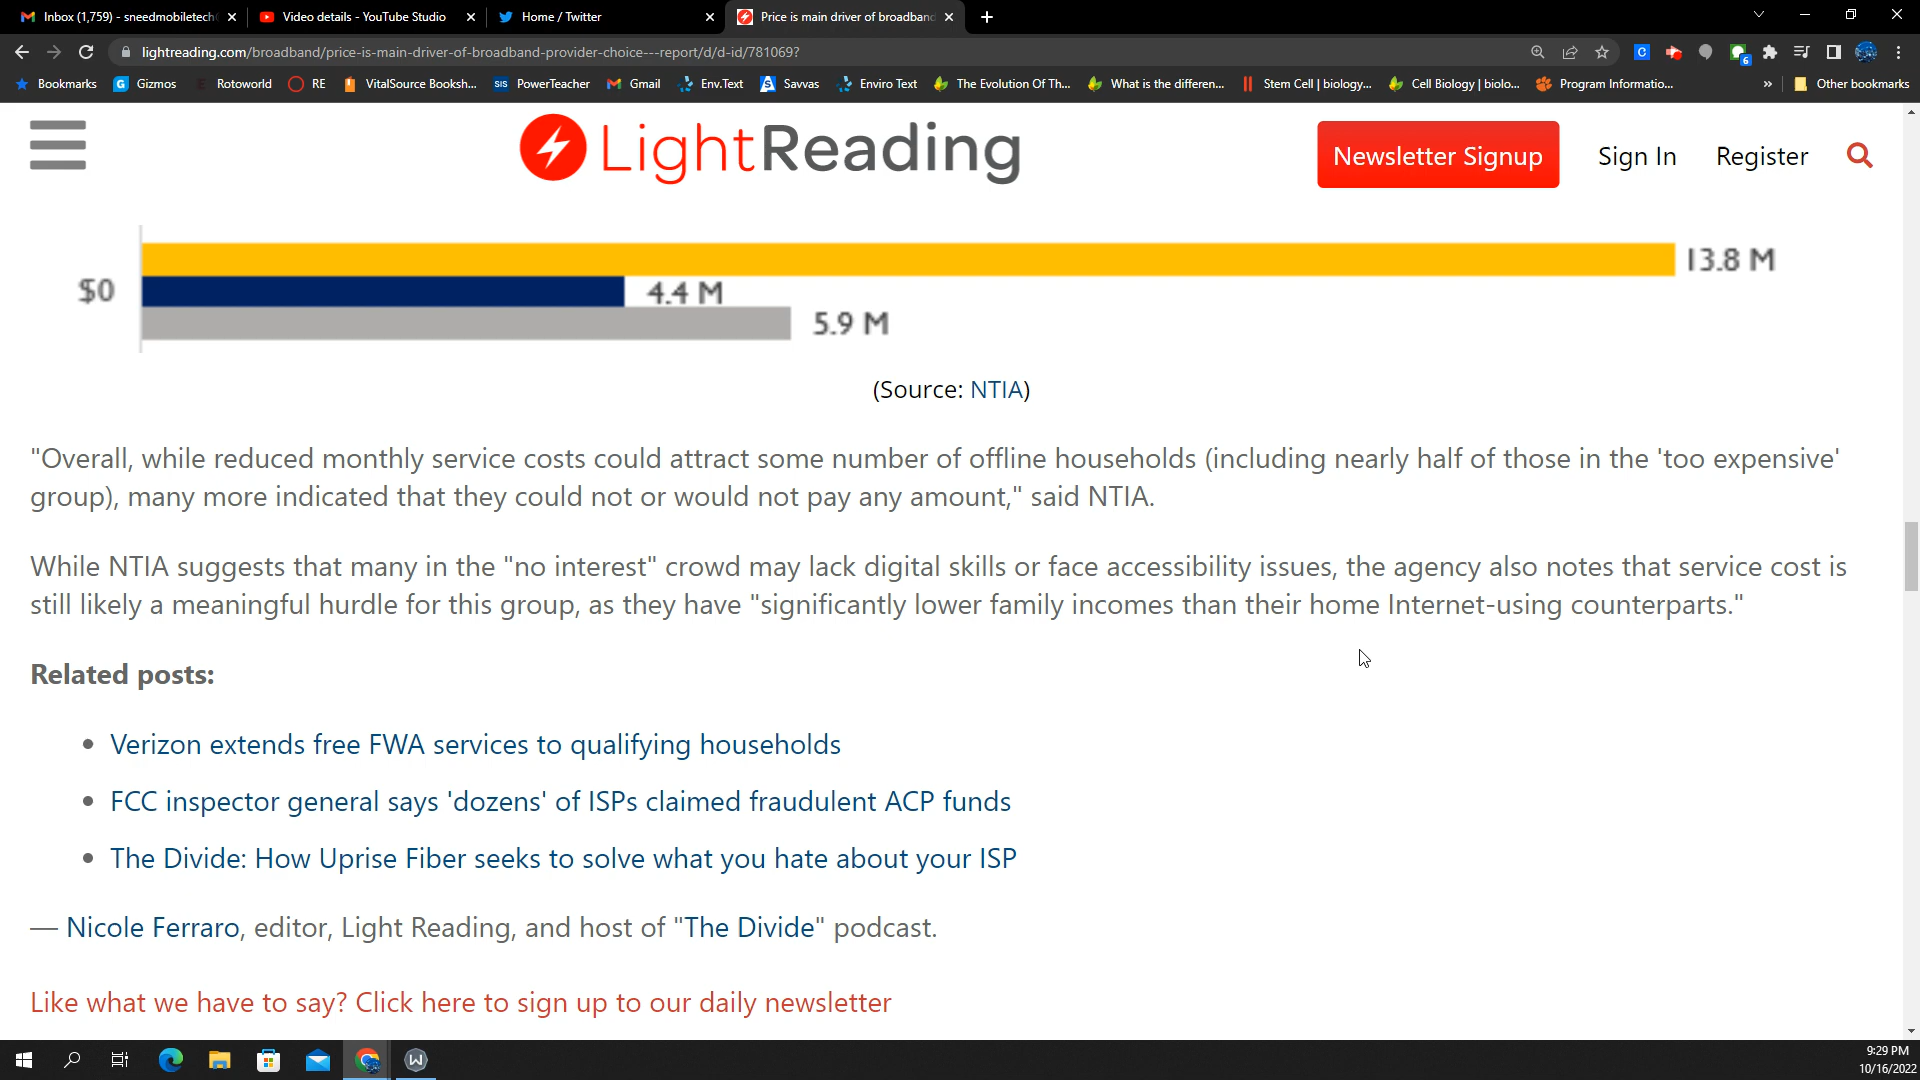 Inbox (1,759) - sneedmobiletech
Video details - YouTube Studio
Home / Twitter
Price is main driver of broadband
lightreading.com/broadband/price-is-main-driver-of-broadband-provider-choice---report/d/d-id/781069?
6
Bookmarks
Gizmos
Rotoworld
RE
VitalSource Booksh...
SIS PowerTeacher
Gmail
Env.Text
Savvas
Enviro Text
The Evolution Of Th...
What is the differen...
Stem Cell | biology...
Cell Biology | biolo...
Program Informatio...
»
Other bookmarks
LightReading
Newsletter Signup
Sign In
Register
13.8 M
$0
4.4 M
5.9 M
(Source: NTIA)
"Overall, while reduced monthly service costs could attract some number of offline households (including nearly half of those in the 'too expensive'
group), many more indicated that they could not or would not pay any amount," said NTIA.
While NTIA suggests that many in the "no interest" crowd may lack digital skills or face accessibility issues, the agency also notes that service cost is
still likely a meaningful hurdle for this group, as they have "significantly lower family incomes than their home Internet-using counterparts."
Related posts:
• Verizon extends free FWA services to qualifying households
• FCC inspector general says 'dozens' of ISPs claimed fraudulent ACP funds
• The Divide: How Uprise Fiber seeks to solve what you hate about your ISP
— Nicole Ferraro, editor, Light Reading, and host of "The Divide" podcast.
Like what we have to say? Click here to sign up to our daily newsletter
9:29 PM
10/16/2022